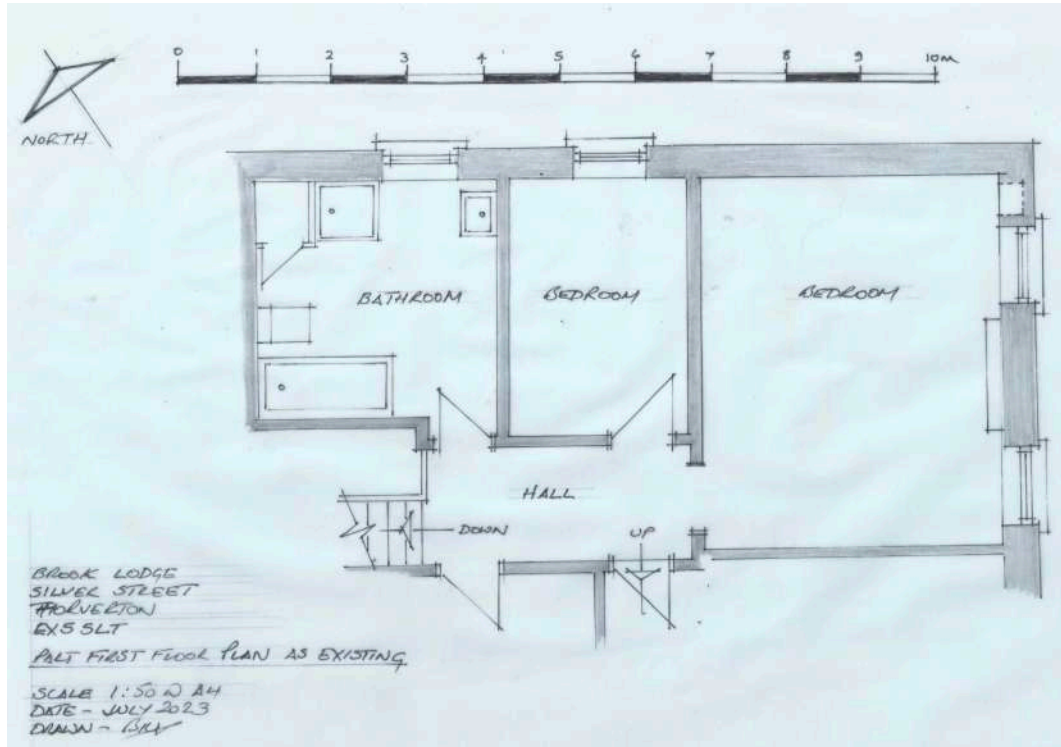 0 1 2 3 4 5 6 7 8 9 10m
NORTH
BATHROOM BEDROOM BEDROOM
HALL
DOWN UP
BROOK LODGE
SILVER STREET
THORVERTON
EX5 5LT
PART FIRST FLOOR PLAN AS EXISTING
SCALE 1:50 @ A4
DATE - JULY 2023
DRAWN -